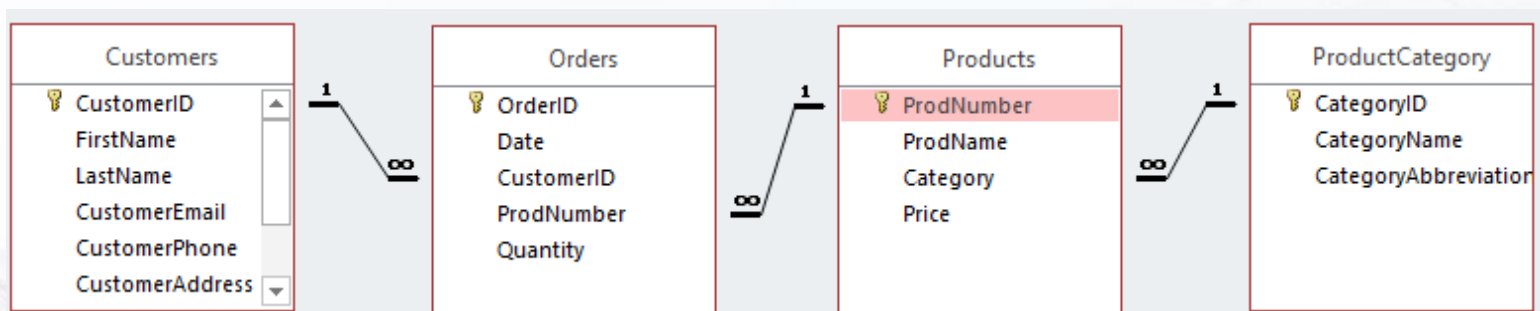 Customers
CustomerID
FirstName
LastName
CustomerEmail
CustomerPhone
CustomerAddress
1
∞
Orders
OrderID
Date
CustomerID
ProdNumber
Quantity
1
∞
Products
ProdNumber
ProdName
Category
Price
1
∞
ProductCategory
CategoryID
CategoryName
CategoryAbbreviation